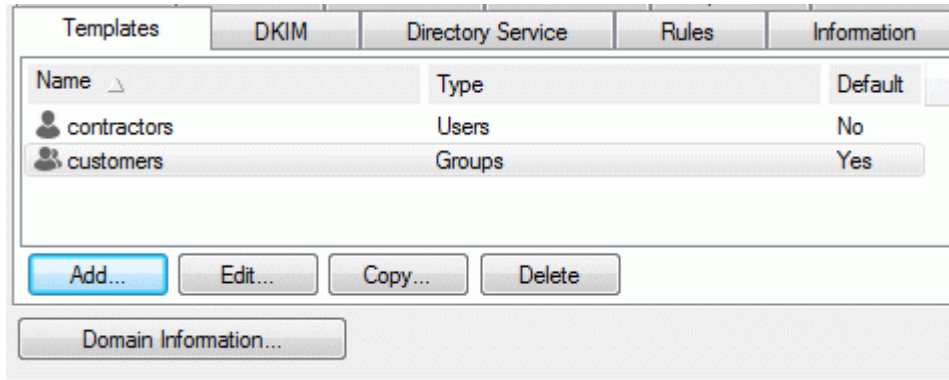 Templates DKIM Directory Service Rules Information
Name Type Default
contractors Users No
customers Groups Yes
Add... Edit... Copy... Delete
Domain Information...